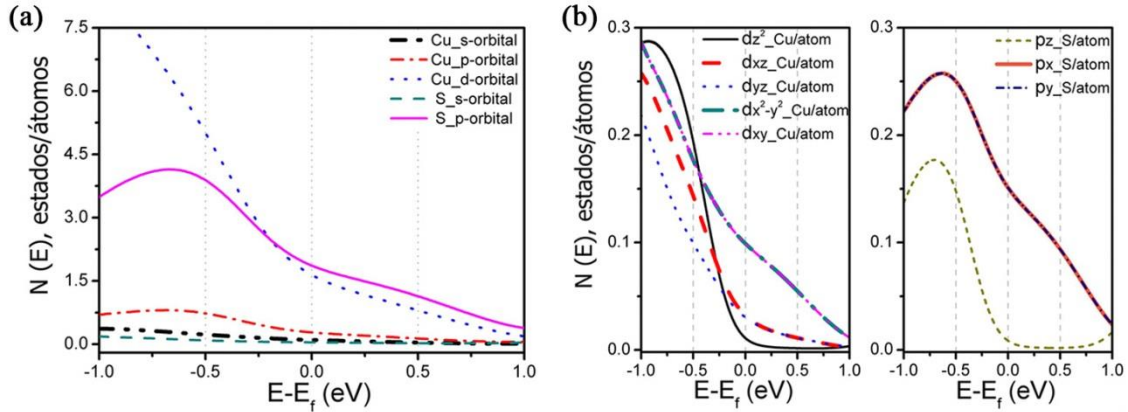 (a)
N (E), estados/átomos
7.5
6.0
4.5
3.0
1.5
0.0
Cu_s-orbital
Cu_p-orbital
Cu_d-orbital
S_s-orbital
S_p-orbital
-1.0 -0.5 0.0 0.5 1.0
E-E_f (eV)
(b)
N (E), estados/átomos
0.3
0.2
0.1
0.0
dz²_Cu/atom
dxz_Cu/atom
dyz_Cu/atom
dx²-y²_Cu/atom
dxy_Cu/atom
-1.0 -0.5 0.0 0.5 1.0
E-E_f (eV)
0.3
0.2
0.1
0.0
pz_S/atom
px_S/atom
py_S/atom
-1.0 -0.5 0.0 0.5 1.0
E-E_f (eV)